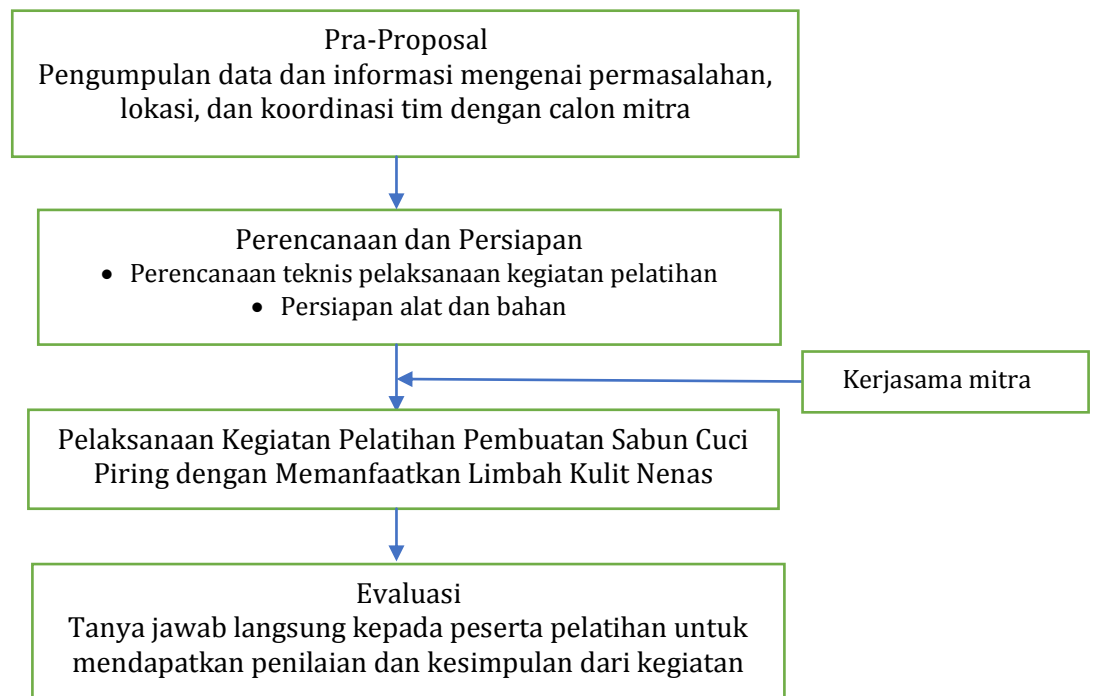 Pra-Proposal
Pengumpulan data dan informasi mengenai permasalahan,
lokasi, dan koordinasi tim dengan calon mitra
Perencanaan dan Persiapan
• Perencanaan teknis pelaksanaan kegiatan pelatihan
• Persiapan alat dan bahan
Kerjasama mitra
Pelaksanaan Kegiatan Pelatihan Pembuatan Sabun Cuci
Piring dengan Memanfaatkan Limbah Kulit Nenas
Evaluasi
Tanya jawab langsung kepada peserta pelatihan untuk
mendapatkan penilaian dan kesimpulan dari kegiatan